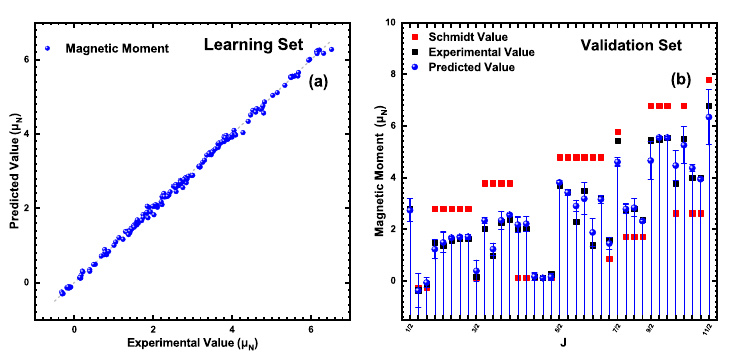 Learning Set
Magnetic Moment
(a)
6
4
2
0
0
2
4
6
Predicted Value (μN)
Experimental Value (μN)
Validation Set
Schmidt Value
Experimental Value
Predicted Value
(b)
10
8
6
4
2
0
Magnetic Moment (μN)
1/2
3/2
5/2
7/2
9/2
11/2
J